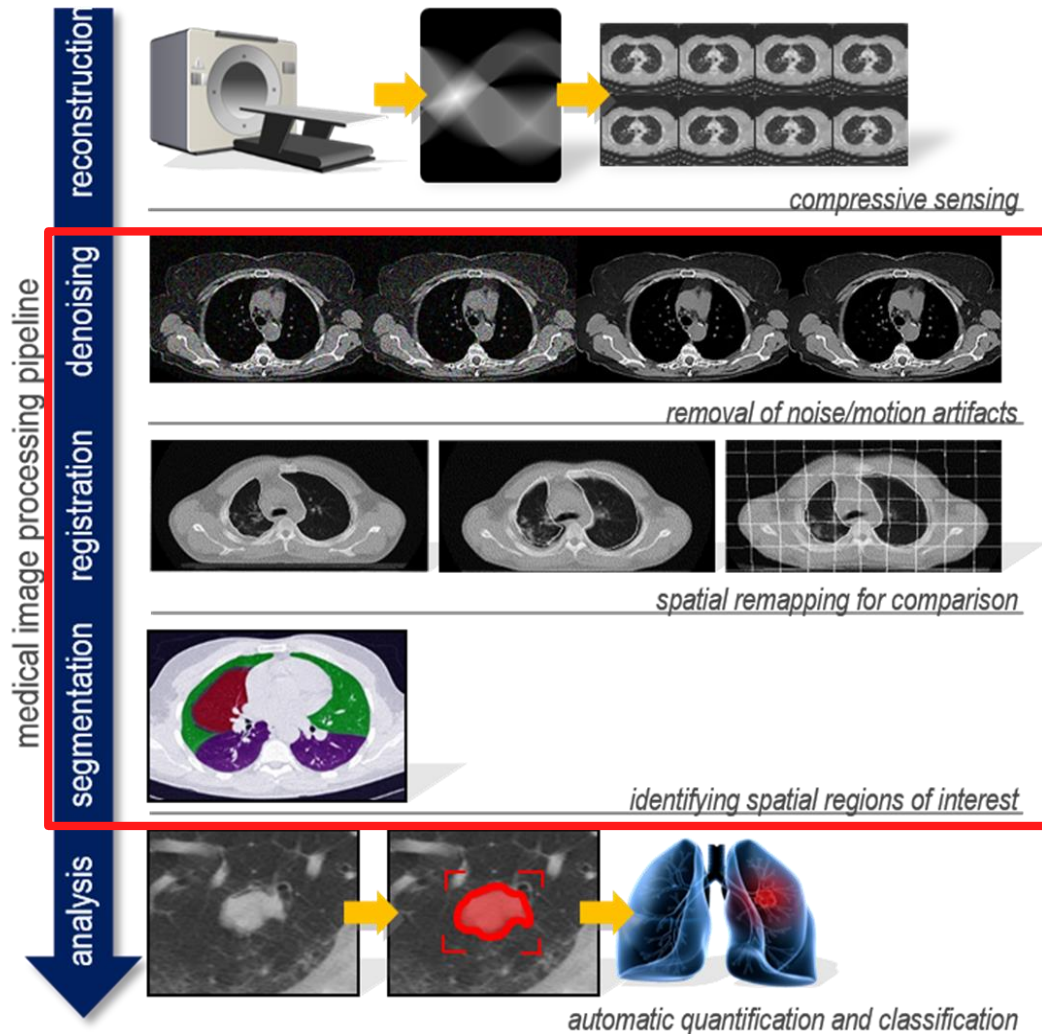 medical image processing pipeline
reconstruction
compressive sensing
denoising
removal of noise/motion artifacts
registration
spatial remapping for comparison
segmentation
identifying spatial regions of interest
analysis
automatic quantification and classification